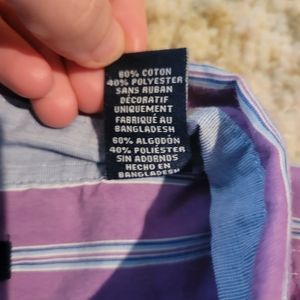 60% COTON
40% POLYESTER
SANS RUBAN
DÉCORATIF
UNIQUEMENT
FABRIQUÉ AU
BANGLADESH
60% ALGODÓN
40% POLIÉSTER
SIN ADORNOS
HECHO EN
BANGLADESH